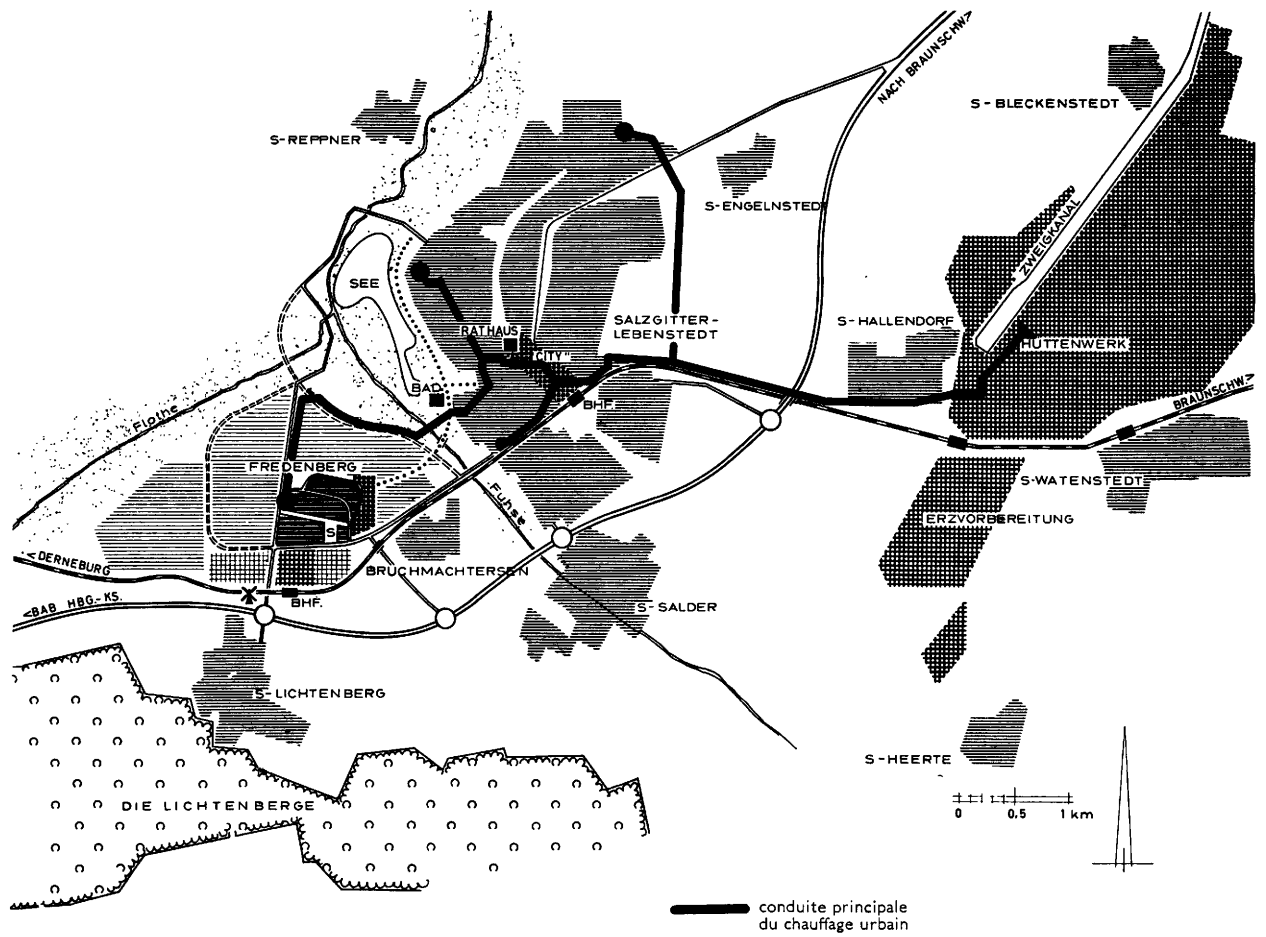 NACH BRAUNSCHW>
S-BLECKENSTEDT
S-REPPNER
S-ENGELNSTEDT
ZWEIGKANAL
SEE
SALZGITTER-
LEBENSTEDT
S-HALLENDORF
RATHAUS
HÜTTENWERK
"CITY"
BAD
BHF.
BRAUNSCHW>
Flothe
FREDENBERG
S-WATENSTEDT
Fuhse
ERZVORBEREITUNG
S
<DERNEBURG
BRUCHMACHTERSEN
BHF.
<BAB HBG.-KS.
S-SALDER
S-LICHTENBERG
S-HEERTE
DIE LICHTENBERGE
0 0,5 1 km
conduite principale
du chauffage urbain